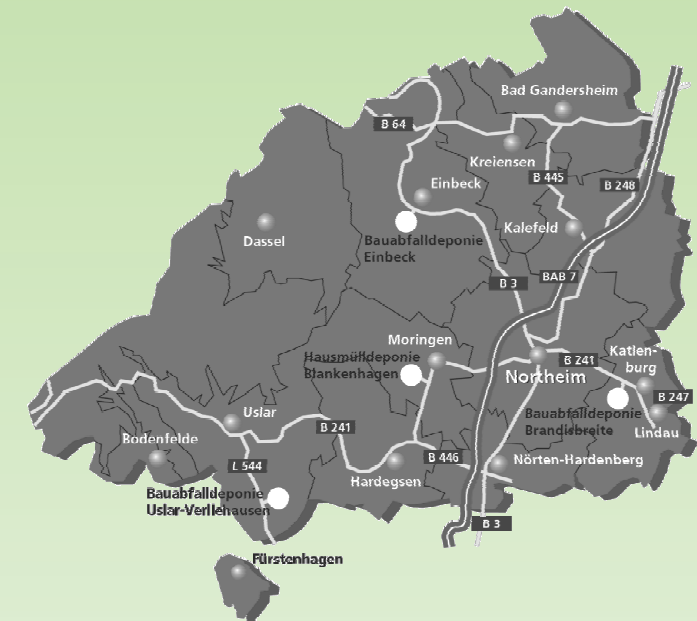 Bad Gandersheim
B 64
Kreiensen
B 445
B 248
Einbeck
Dassel
Kalefeld
Bauabfalldeponie
Einbeck
BAB 7
B 3
Moringen
Hausmülldeponie
Blankenhagen
B 241
Katlen-
burg
Northeim
B 247
Uslar
Bauabfalldeponie
Brandisbreite
B 241
Lindau
Bodenfelde
L 544
B 446
Nörten-Hardenberg
Hardegsen
Bauabfalldeponie
Uslar-Verliehausen
B 3
Fürstenhagen